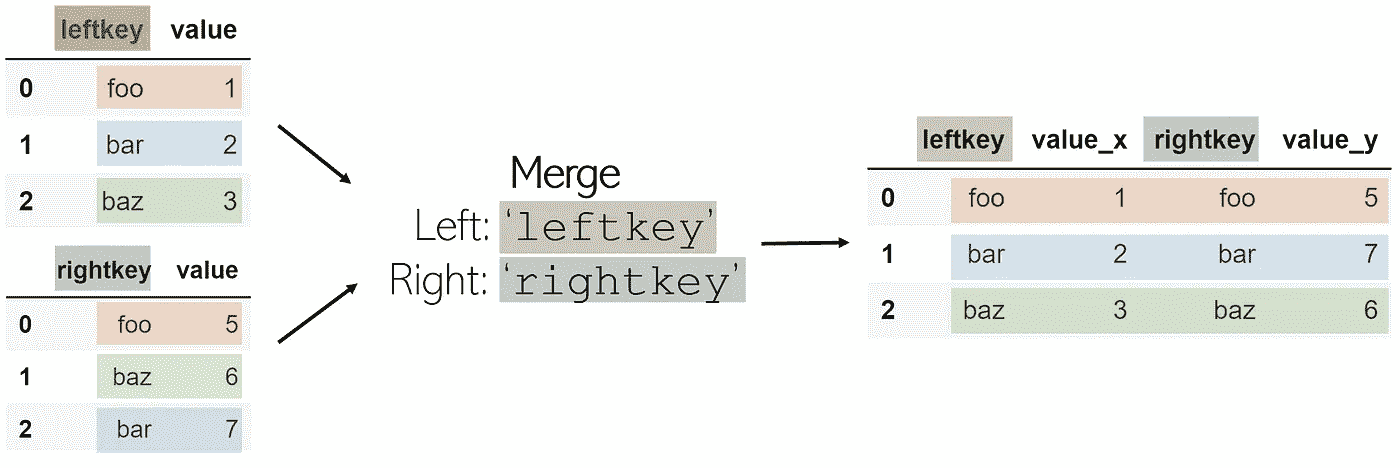 leftkey value
0 foo 1
1 bar 2
2 baz 3
rightkey value
0 foo 5
1 baz 6
2 bar 7
Merge
Left: ‘leftkey’
Right: ‘rightkey’
leftkey value_x rightkey value_y
0 foo 1 foo 5
1 bar 2 bar 7
2 baz 3 baz 6